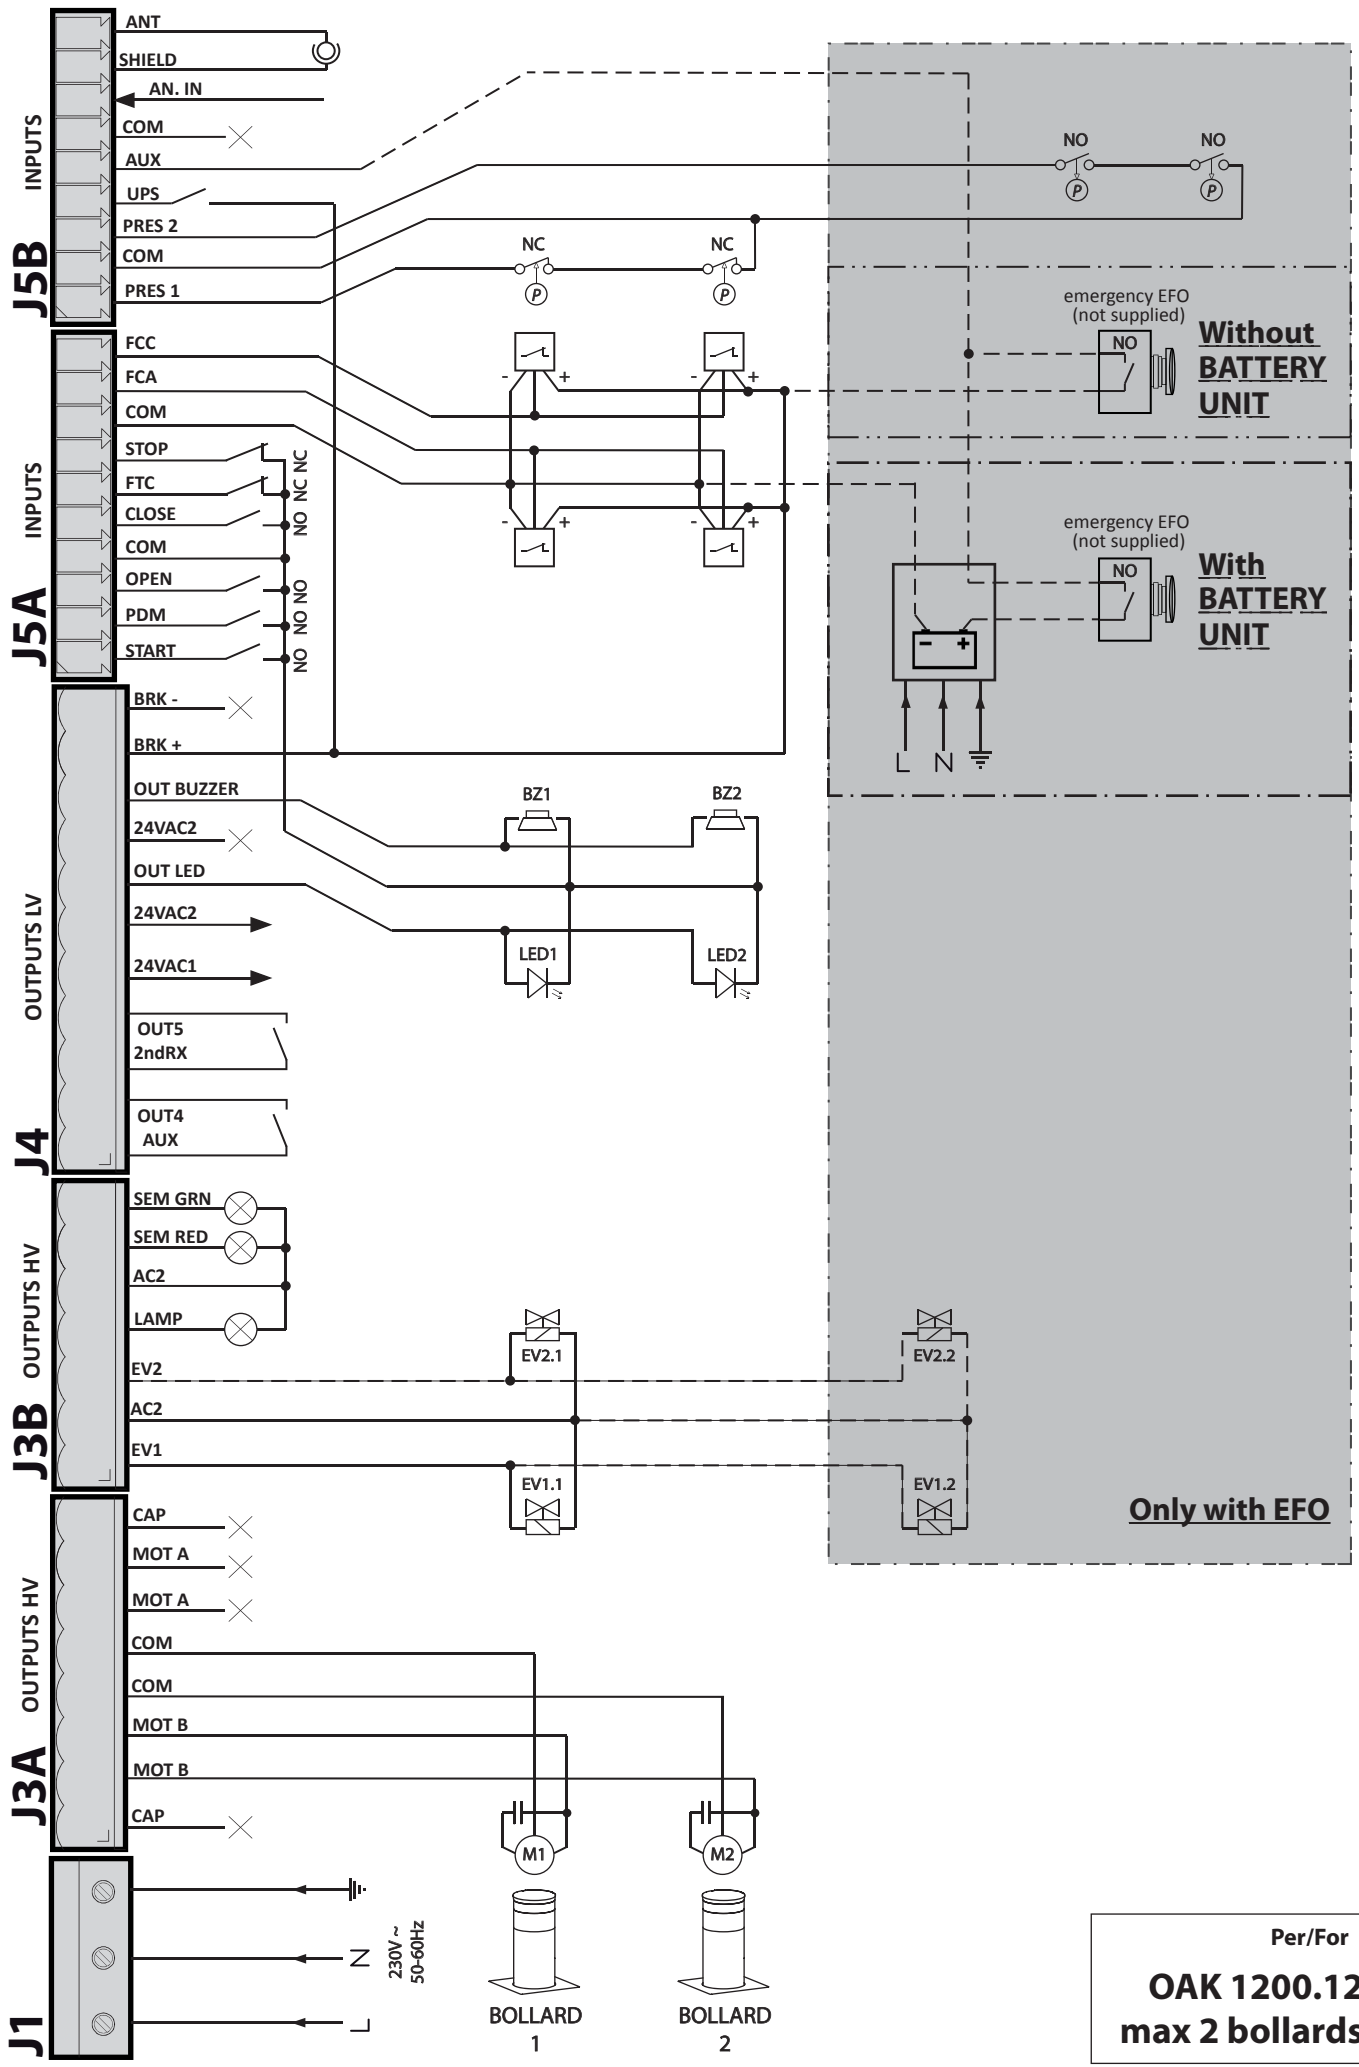 J5B
INPUTS
ANT
SHIELD
AN. IN
COM
AUX
UPS
PRES 2
COM
PRES 1
NO
NO
P
P
NC
NC
P
P
emergency EFO
(not supplied)
NO
Without
BATTERY
UNIT
J5A
INPUTS
FCC
FCA
COM
STOP
FTC
CLOSE
COM
OPEN
PDM
START
NC
NC
NO
NO
NO
NO
- +
- +
- +
- +
emergency EFO
(not supplied)
NO
With
BATTERY
UNIT
- +
L N
J4
OUTPUTS LV
BRK -
BRK +
OUT BUZZER
24VAC2
OUT LED
24VAC2
24VAC1
OUT5
2ndRX
OUT4
AUX
BZ1
BZ2
LED1
LED2
J3B
OUTPUTS HV
SEM GRN
SEM RED
AC2
LAMP
EV2
AC2
EV1
EV2.1
EV2.2
EV1.1
EV1.2
Only with EFO
J3A
OUTPUTS HV
CAP
MOT A
MOT A
COM
COM
MOT B
MOT B
CAP
M1
M2
J1
N
L
230V ~
50-60Hz
BOLLARD
1
BOLLARD
2
Per/For
OAK 1200.12
max 2 bollards